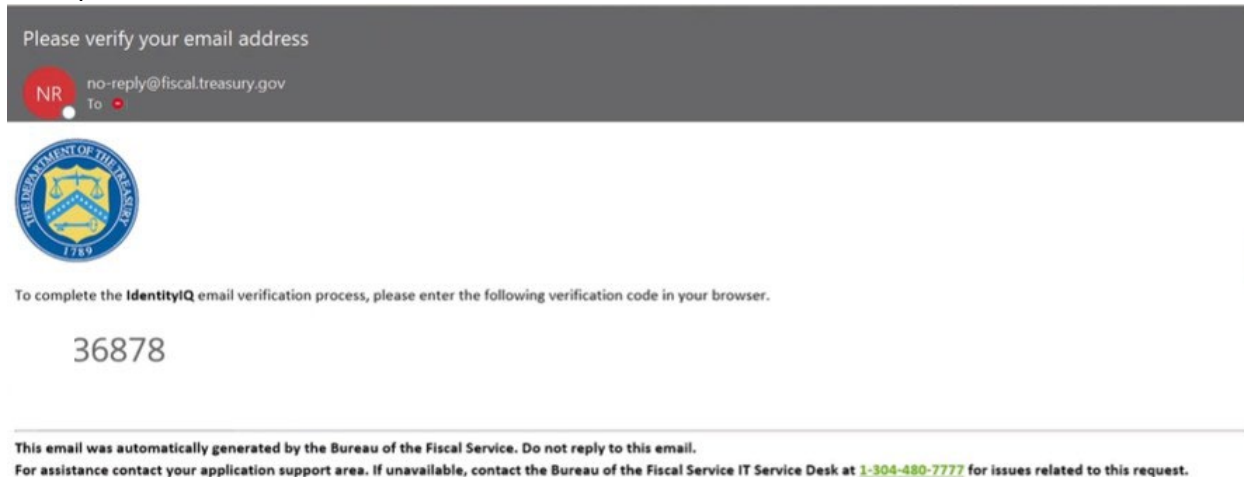 Please verify your email address
NR
no-reply@fiscal.treasury.gov
To
THE DEPARTMENT OF THE TREASURY
1789
To complete the IdentityIQ email verification process, please enter the following verification code in your browser.
36878
This email was automatically generated by the Bureau of the Fiscal Service. Do not reply to this email.
For assistance contact your application support area. If unavailable, contact the Bureau of the Fiscal Service IT Service Desk at 1-304-480-7777 for issues related to this request.